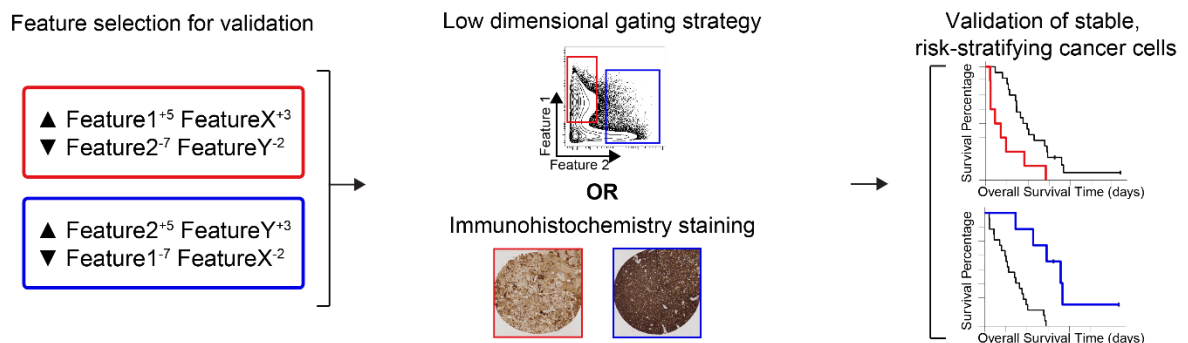 Feature selection for validation
▲ Feature1+5 FeatureX+3
▼ Feature2-7 FeatureY-2
▲ Feature2+5 FeatureY+3
▼ Feature1-7 FeatureX-2
Low dimensional gating strategy
Feature 1
Feature 2
OR
Immunohistochemistry staining
Validation of stable,
risk-stratifying cancer cells
Survival Percentage
Overall Survival Time (days)
Survival Percentage
Overall Survival Time (days)